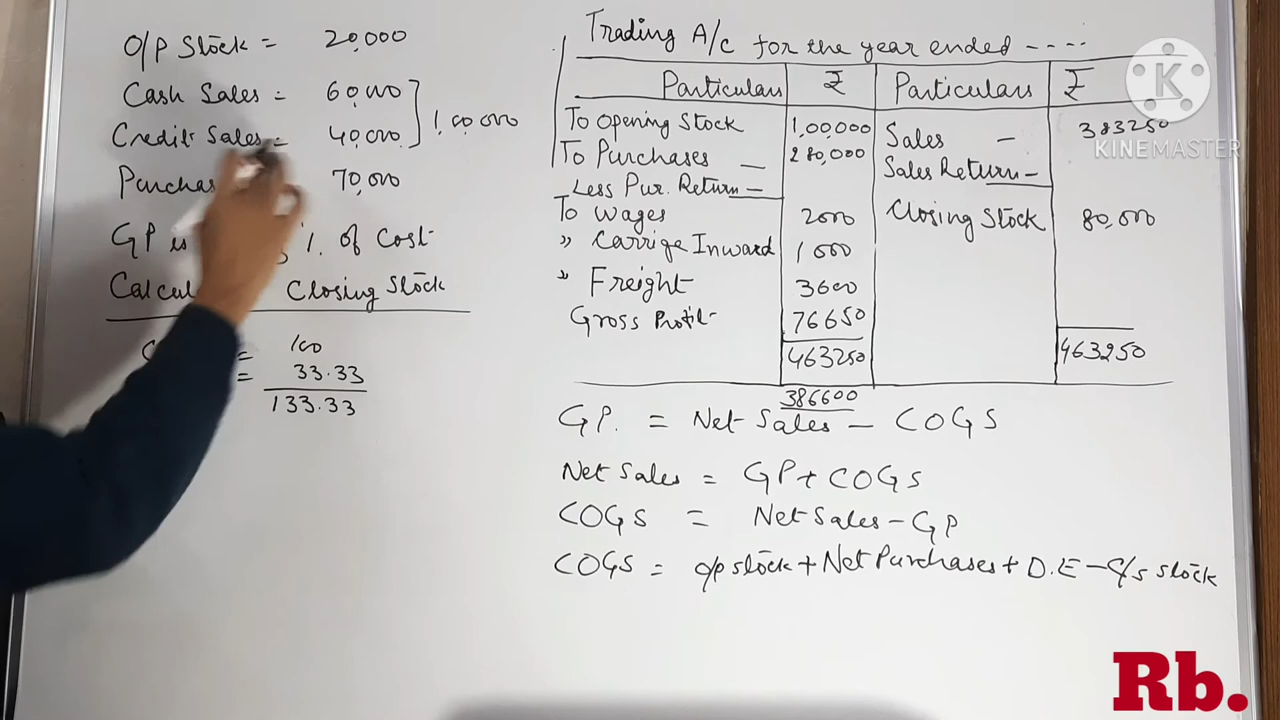 O/P Stock = 20,000
Cash Sales = 60,000
Credit Sales = 40,000
1,00,000
Purchas 70,000
GP is % of Cost
Calcul Closing Stock
= 100
= 33.33
133.33
Trading A/c for the year ended ----
Particulars ₹ Particulars ₹
To Opening Stock 1,00,000 Sales - 383250
To Purchases - 280,000 Sales Return -
Less Pur. Return -
To Wages 2000 Closing Stock 80,000
" Carrige Inward 1000
" Freight 3600
Gross Profit 76650
463250 463250
386600
GP. = Net Sales - COGS
Net Sales = GP + COGS
COGS = Net Sales - GP
COGS = o/p stock + Net Purchases + D.E - C/s stock
K
KINEMASTER
Rb.